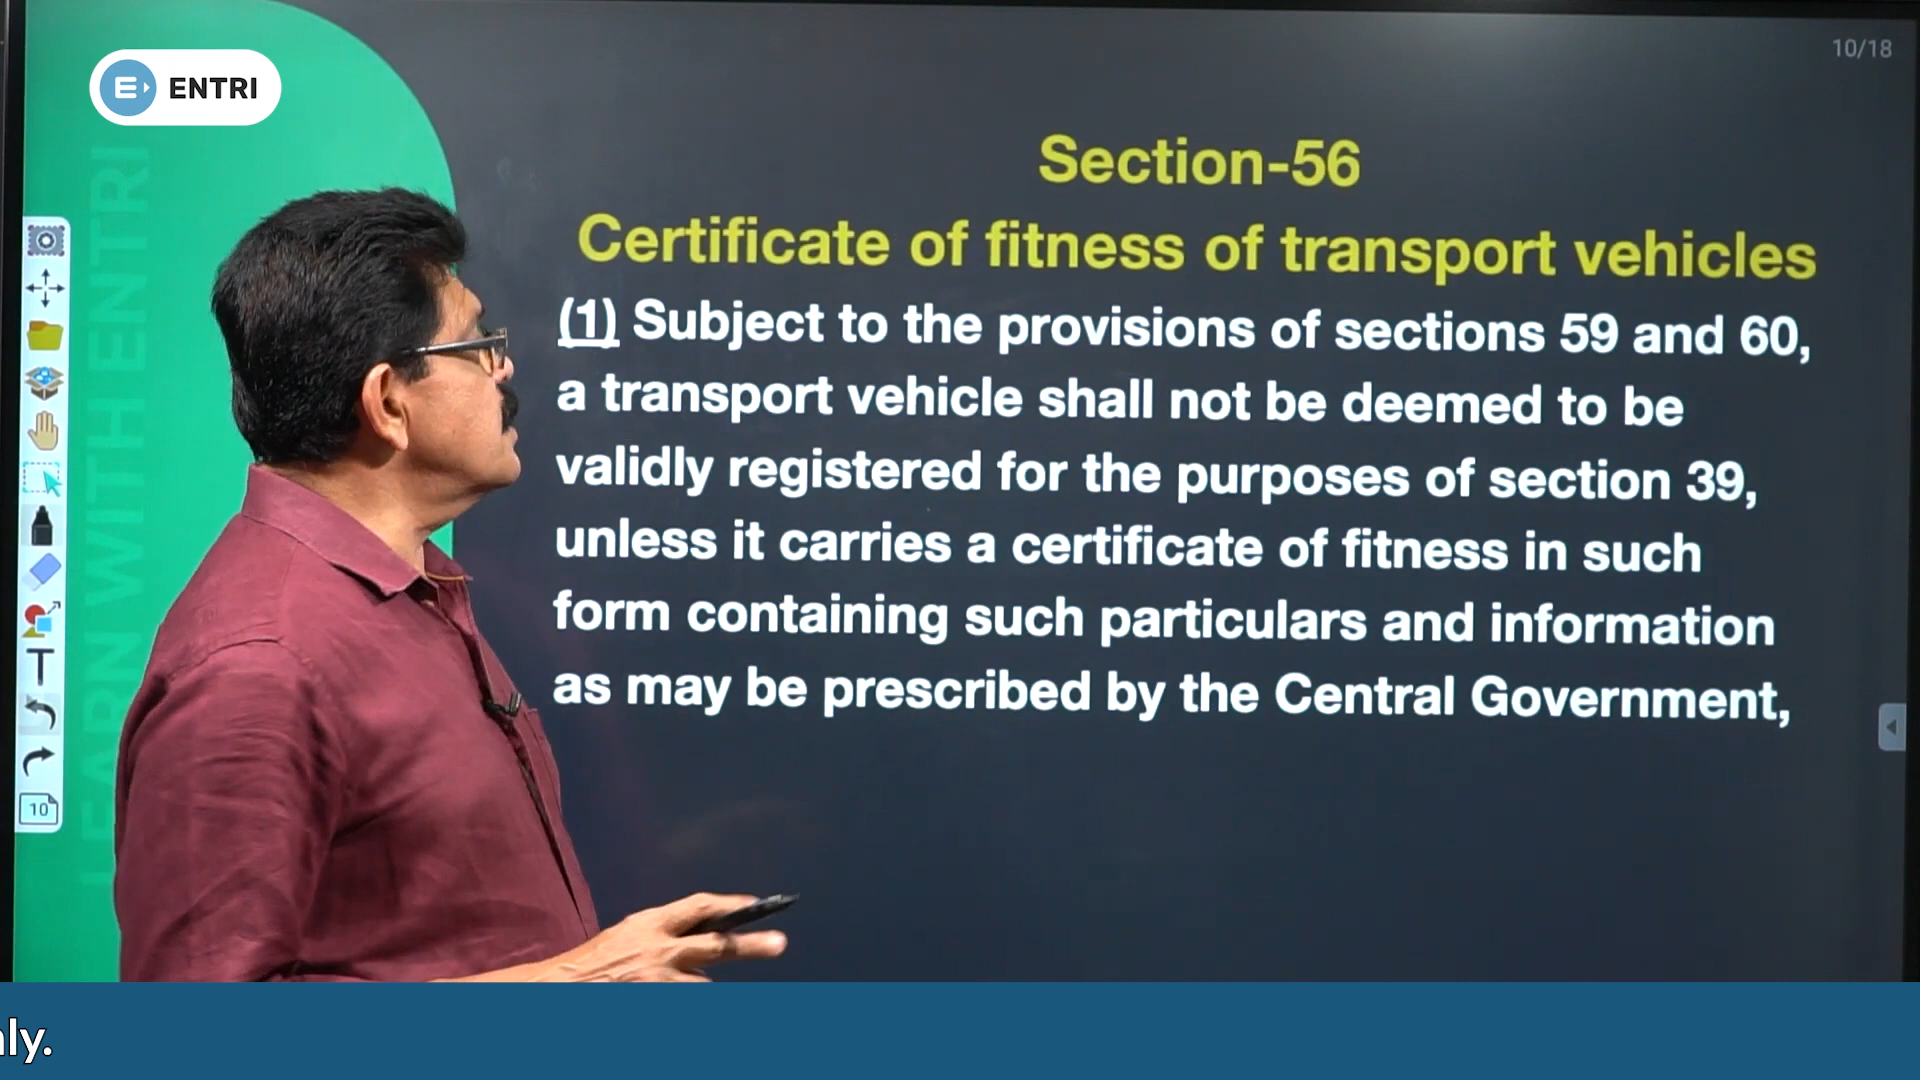 ENTRI
10/18
LEARN WITH ENTRI
Section-56
Certificate of fitness of transport vehicles
(1) Subject to the provisions of sections 59 and 60,
a transport vehicle shall not be deemed to be
validly registered for the purposes of section 39,
unless it carries a certificate of fitness in such
form containing such particulars and information
as may be prescribed by the Central Government,
T
10